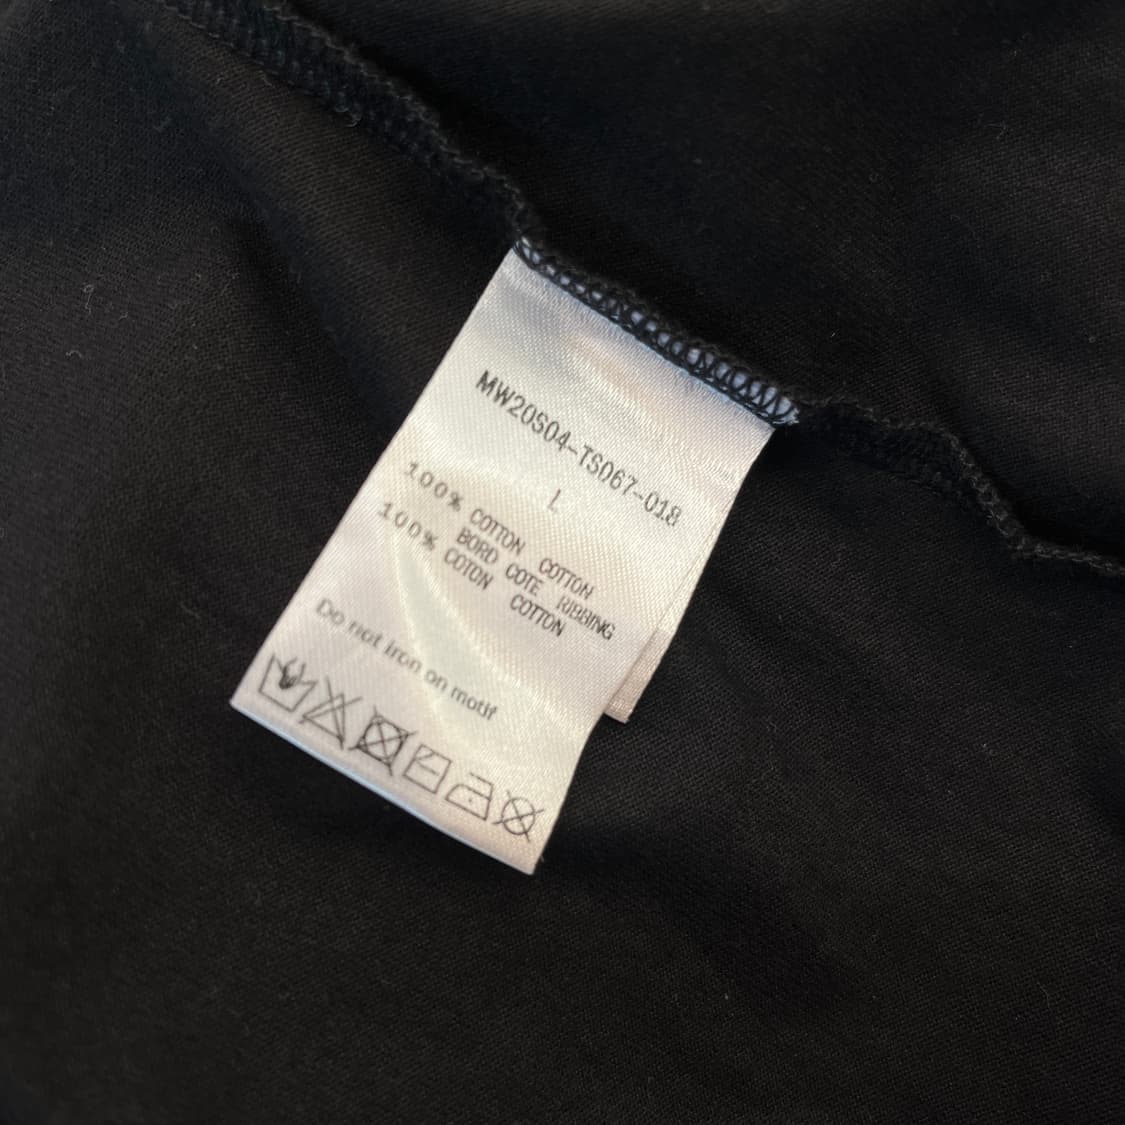 MW20S04-TS067-018
L
100% COTTON COTTON
BORD COTE RIBBING
100% COTON COTTON
Do not iron on motif